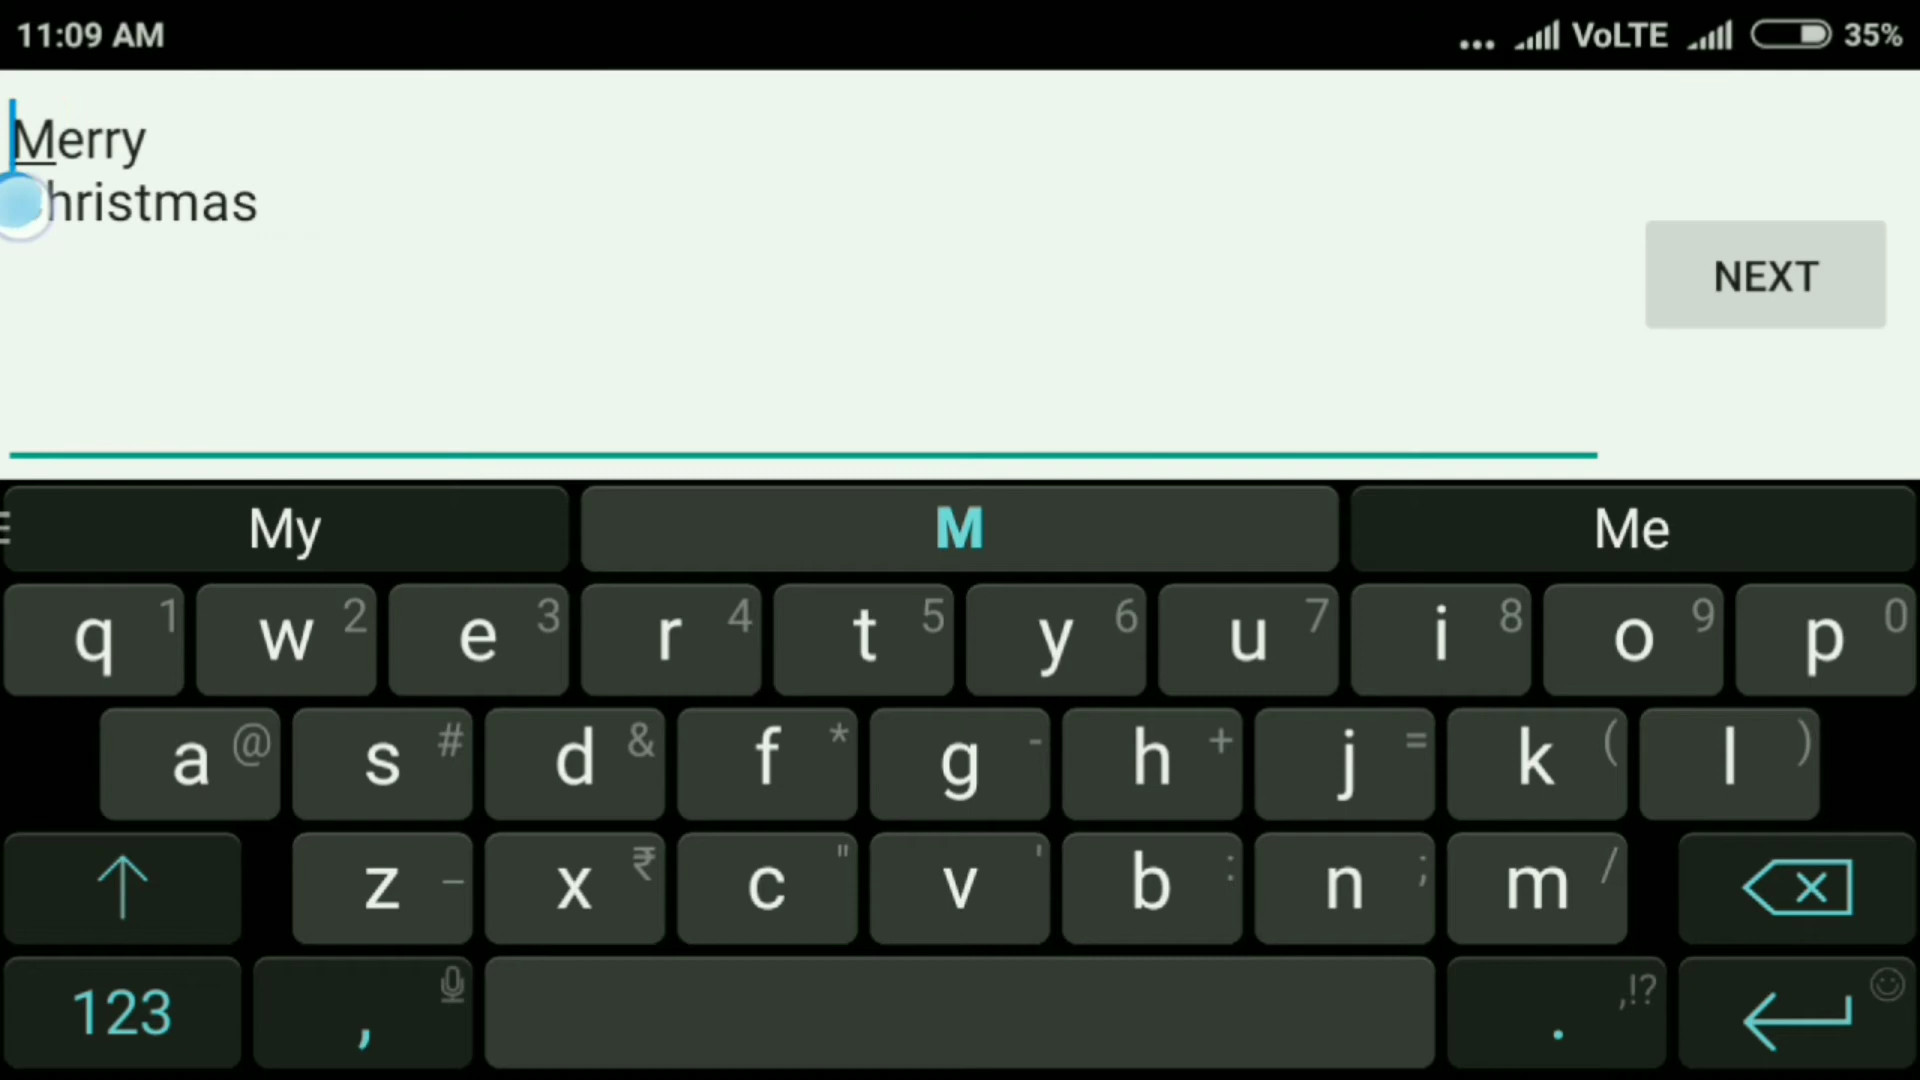 11:09 AM ... VoLTE 35%
Merry
Christmas
NEXT
My M Me
q 1 w 2 e 3 r 4 t 5 y 6 u 7 i 8 o 9 p 0
a @ s # d & f * g - h + j = k ( l )
z _ x ₹ c " v ' b : n ; m /
123 , . ,!?